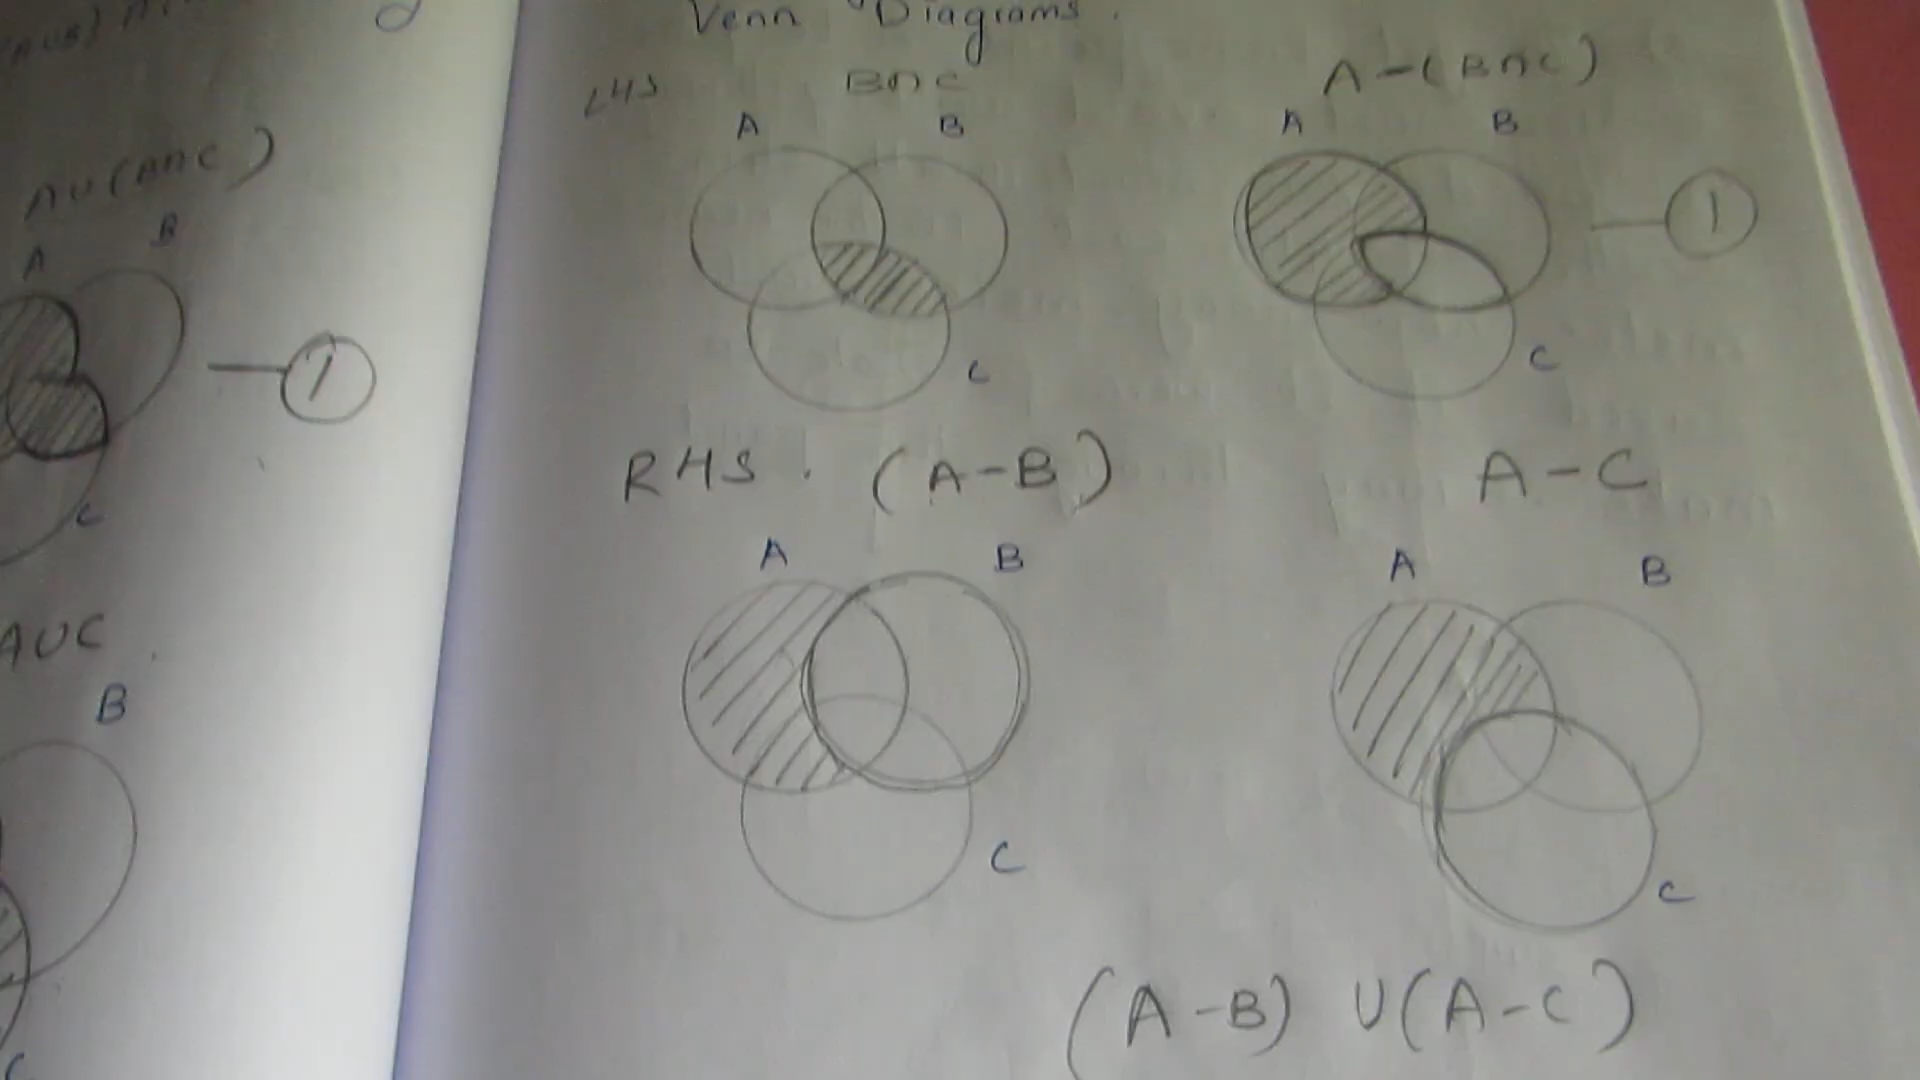 A∪(B∩C)
A B
1
C
A∪C
B
C
Venn Diagrams.
LHS B∩C A-(B∩C)
A B A B
1
C C
RHS. (A-B) A-C
A B A B
C C
(A-B) ∪(A-C)